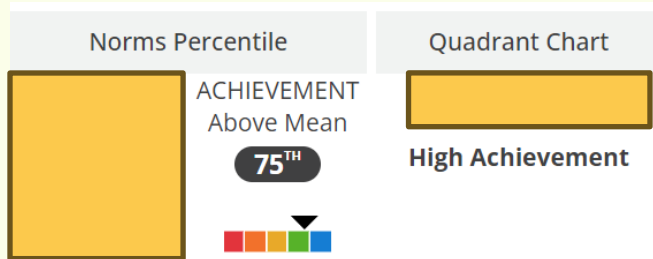 Norms Percentile
Quadrant Chart
ACHIEVEMENT
Above Mean
75TH
High Achievement